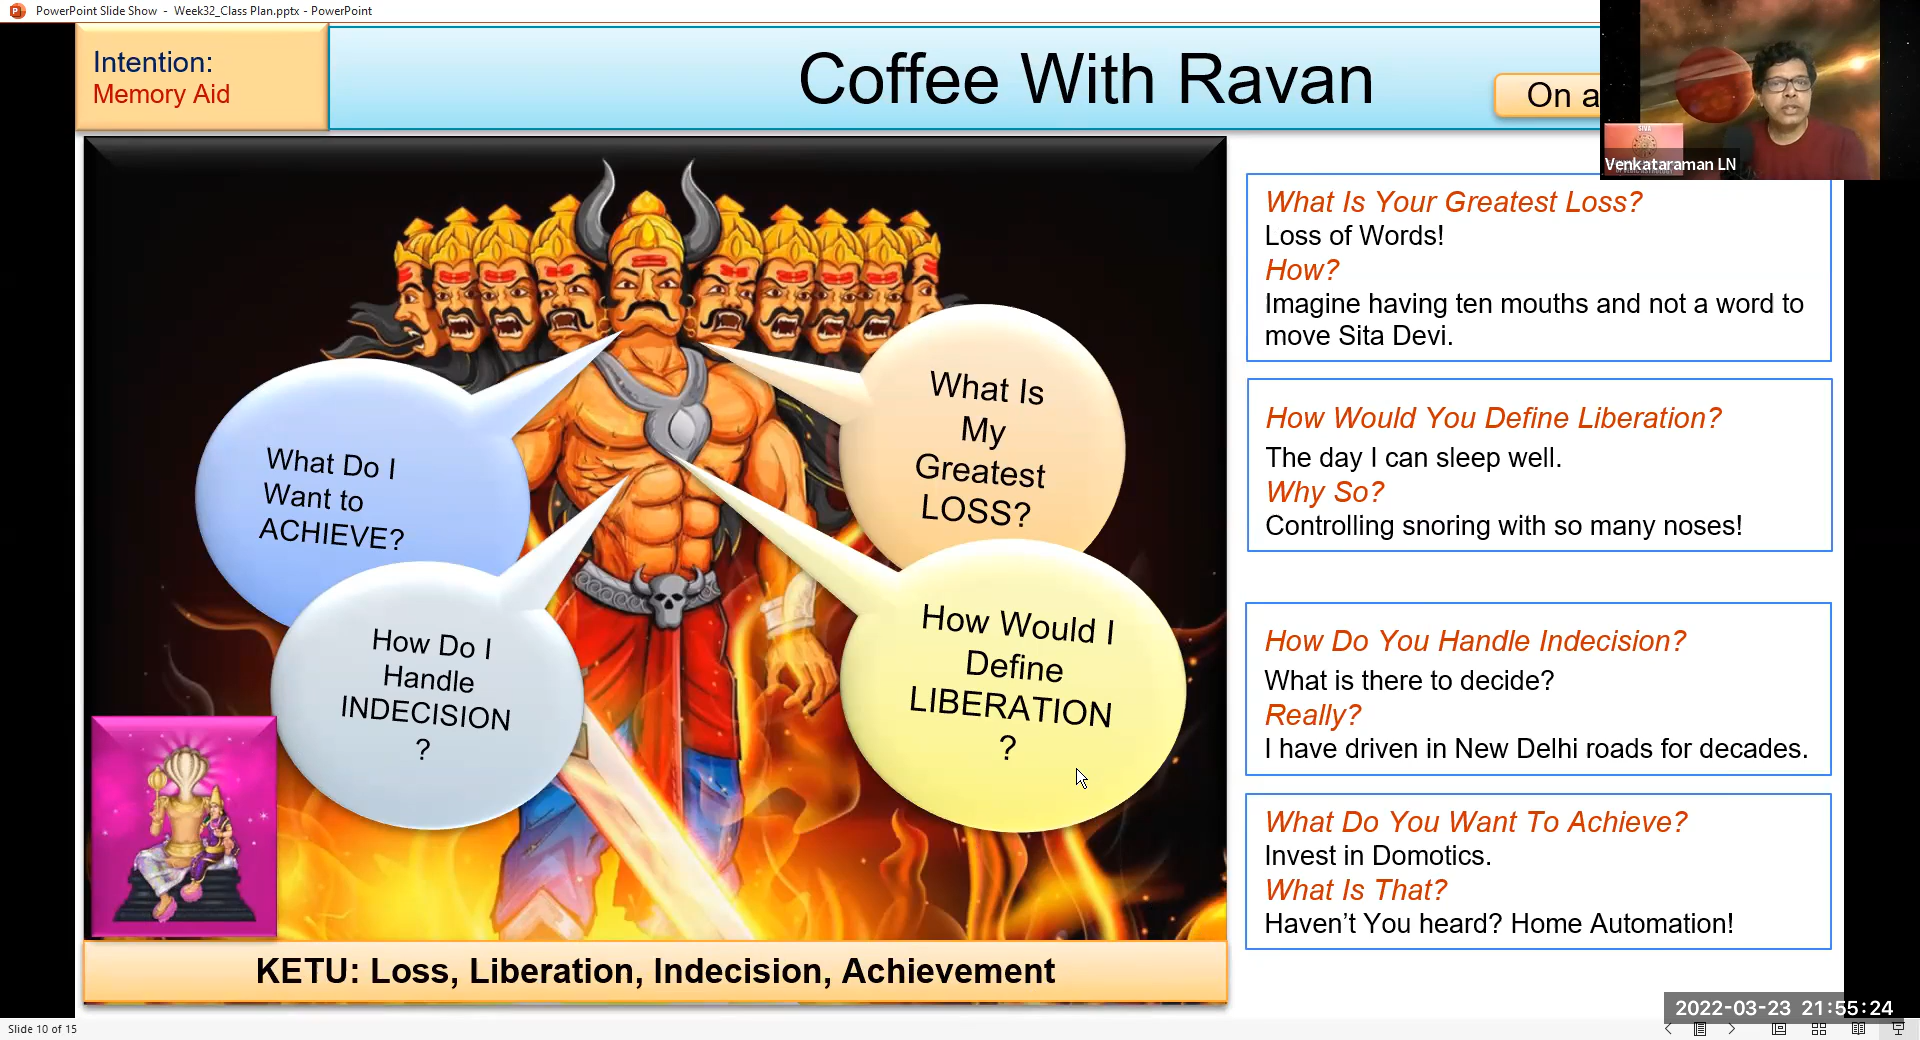 PowerPoint Slide Show - Week32_Class Plan.pptx - PowerPoint
Intention:
Memory Aid
Coffee With Ravan
On a
SIVA
Venkataraman LN
What Is Your Greatest Loss?
Loss of Words!
How?
Imagine having ten mouths and not a word to
move Sita Devi.
How Would You Define Liberation?
The day I can sleep well.
Why So?
Controlling snoring with so many noses!
How Do You Handle Indecision?
What is there to decide?
Really?
I have driven in New Delhi roads for decades.
What Do You Want To Achieve?
Invest in Domotics.
What Is That?
Haven't You heard? Home Automation!
What Do I
Want to
ACHIEVE?
What Is
My
Greatest
LOSS?
How Do I
Handle
INDECISION
?
How Would I
Define
LIBERATION
?
KETU: Loss, Liberation, Indecision, Achievement
2022-03-23 21:55:24
Slide 10 of 15